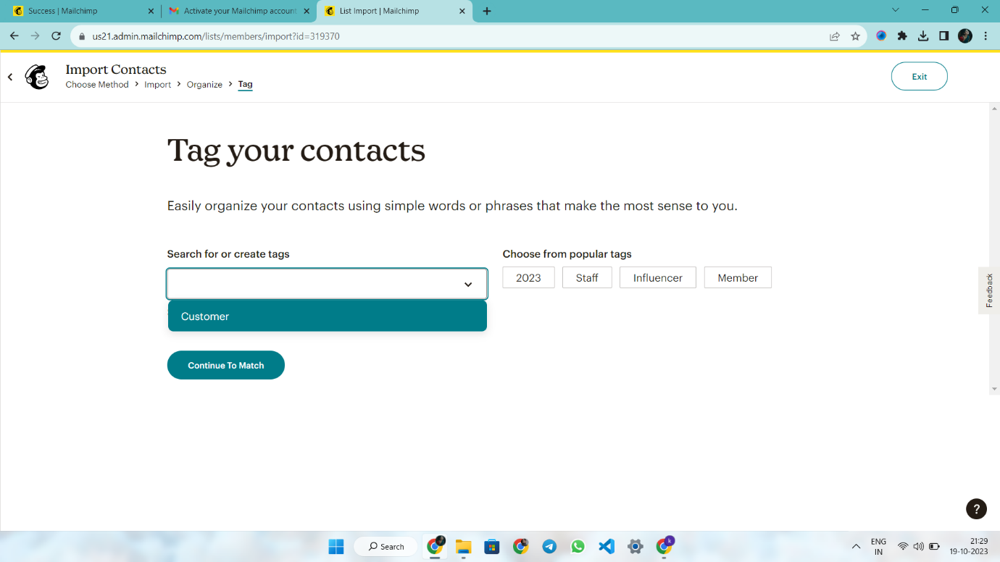 Success | Mailchimp
Activate your Mailchimp account
List Import | Mailchimp
us21.admin.mailchimp.com/lists/members/import?id=319370
Import Contacts
Choose Method > Import > Organize > Tag
Exit
Tag your contacts
Easily organize your contacts using simple words or phrases that make the most sense to you.
Search for or create tags
Choose from popular tags
2023
Staff
Influencer
Member
Customer
Continue To Match
Feedback
?
Search
k
ENG
IN
21:29
19-10-2023